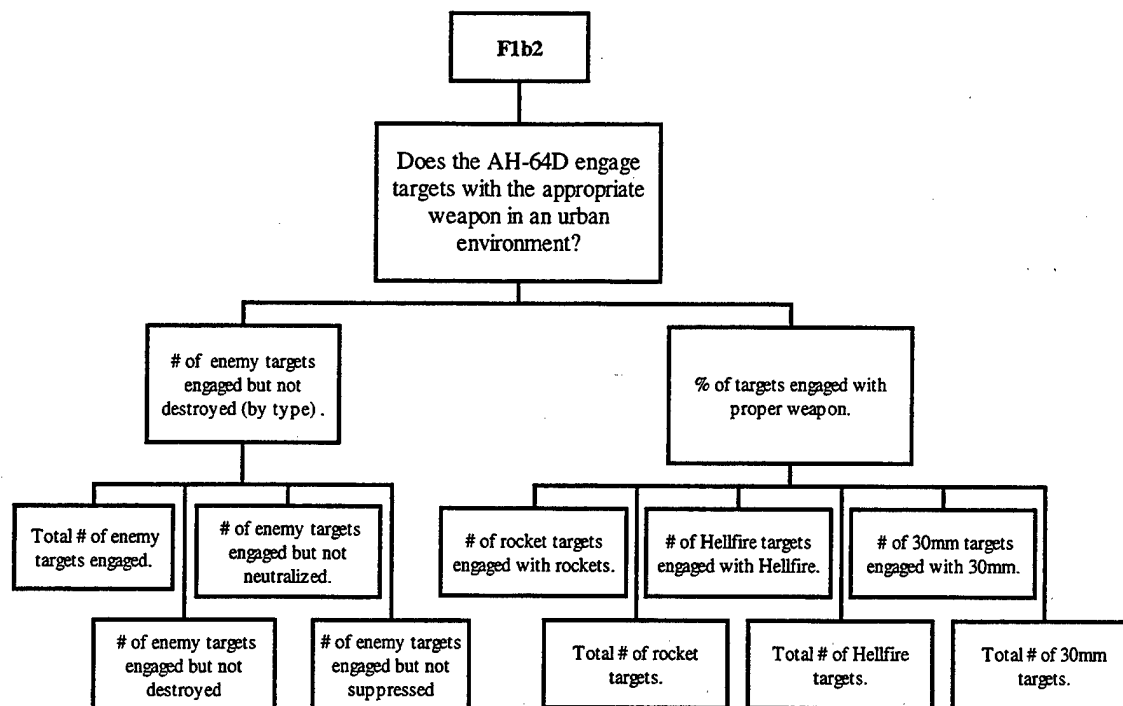 F1b2
Does the AH-64D engage
targets with the appropriate
weapon in an urban
environment?
# of enemy targets
engaged but not
destroyed (by type) .
% of targets engaged with
proper weapon.
Total # of enemy
targets engaged.
# of enemy targets
engaged but not
neutralized.
# of enemy targets
engaged but not
destroyed
# of enemy targets
engaged but not
suppressed
# of rocket targets
engaged with rockets.
# of Hellfire targets
engaged with Hellfire.
# of 30mm targets
engaged with 30mm.
Total # of rocket
targets.
Total # of Hellfire
targets.
Total # of 30mm
targets.